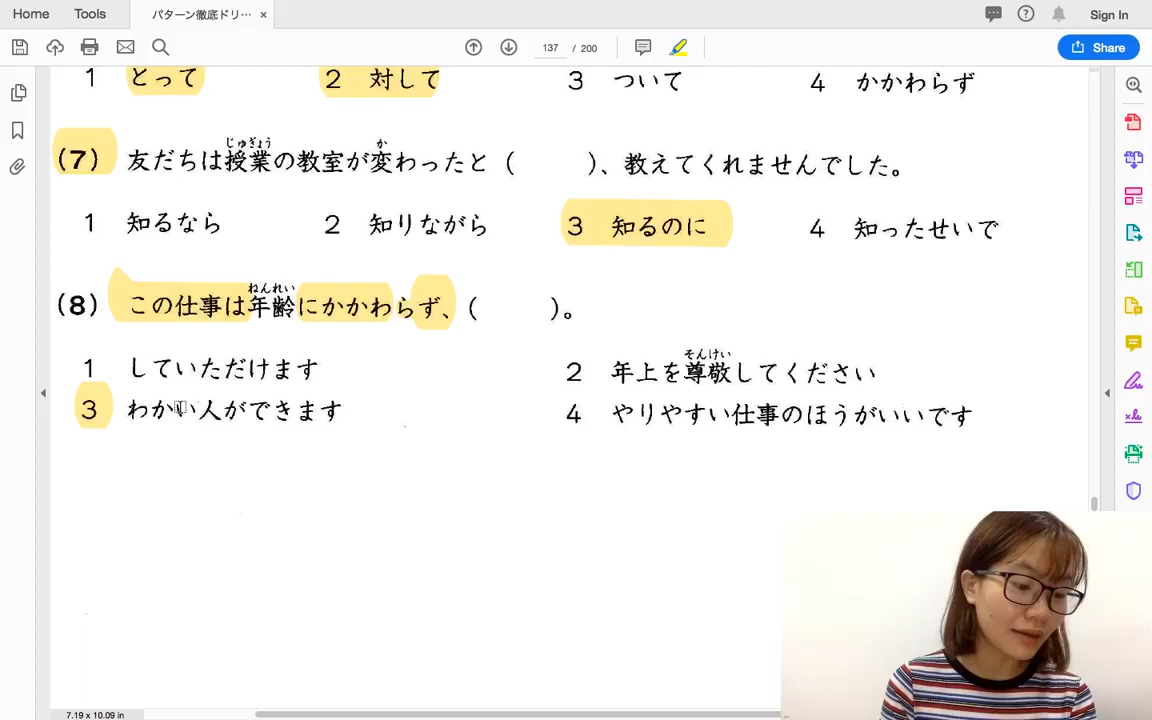 Home Tools パターン徹底ドリ… × Sign In
137 / 200 Share
1 とって 2 対して 3 ついて 4 かかわらず
じゅぎょう か
(7) 友だちは授業の教室が変わったと ( )、教えてくれませんでした。
1 知るなら 2 知りながら 3 知るのに 4 知ったせいで
ねんれい
(8) この仕事は年齢にかかわらず、( )。
そんけい
1 していただけます 2 年上を尊敬してください
3 わかい人ができます 4 やりやすい仕事のほうがいいです
7.19 x 10.09 in